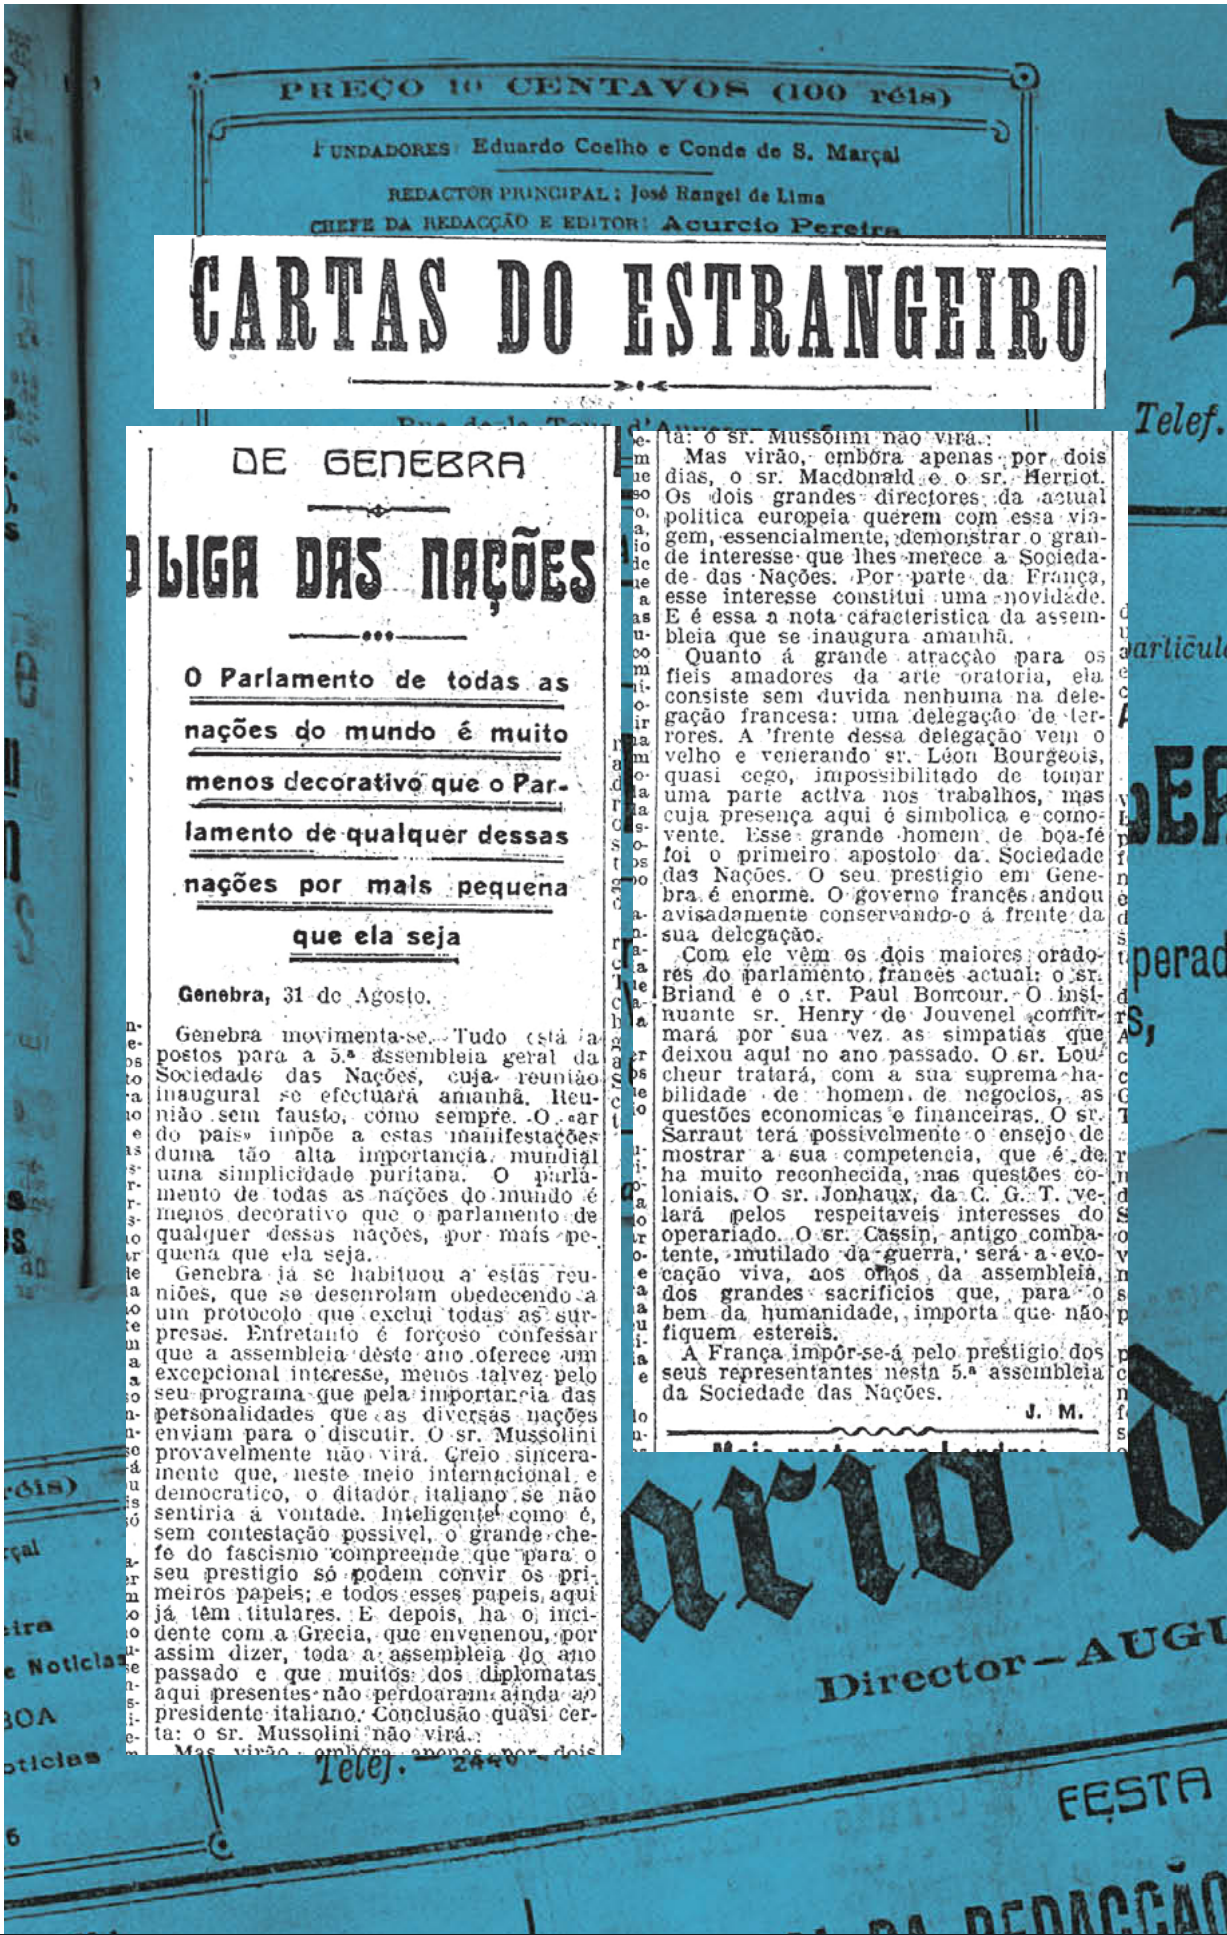 PREÇO 10 CENTAVOS (100 réis)
FUNDADORES: Eduardo Coelho e Conde de S. Marçal
REDACTOR PRINCIPAL: José Rangel de Lima
CHEFE DA REDACÇÃO E EDITOR: Acurcio Pereira
CARTAS DO ESTRANGEIRO
Telef.
DE GENEBRA
LIGA DAS NAÇÕES
O Parlamento de todas as
nações do mundo é muito
menos decorativo que o Par-
lamento de qualquer dessas
nações por mais pequena
que ela seja
Genebra, 31 de Agosto.
Genebra movimenta-se. Tudo está a
postos para a 5.ª assembleia geral da
Sociedade das Nações, cuja reunião
inaugural se efectuará amanhã. Reu-
nião sem fausto, como sempre. O «ar
do pais» impõe a estas manifestações
duma tão alta importancia mundial
uma simplicidade puritana. O parla-
mento de todas as nações do mundo é
menos decorativo que o parlamento de
qualquer dessas nações, por mais pe-
quena que ela seja.
Genebra já se habituou a estas reu-
niões, que se desenrolam obedecendo a
um protocolo que exclui todas as sur-
presas. Entretanto é forçoso confessar
que a assembleia dêste ano oferece um
excepcional interesse, menos talvez pelo
seu programa que pela importancia das
personalidades que as diversas nações
enviam para o discutir. O sr. Mussolini
provavelmente não virá. Creio sincera-
mente que, neste meio internacional e
democratico, o ditador italiano se não
sentiria á vontade. Inteligente como é,
sem contestação possivel, o grande che-
fe do fascismo compreende que para o
seu prestigio só podem convir os pri-
meiros papeis; e todos esses papeis aqui
já têm titulares. E depois, ha o inci-
dente com a Grecia, que envenenou, por
assim dizer, toda a assembleia do ano
passado e que muitos dos diplomatas
aqui presentes não perdoaram ainda ao
presidente italiano. Conclusão quasi cer-
ta: o sr. Mussolini não virá.
Mas virão, embora apenas por dois
ta: o sr. Mussolini não virá.
Mas virão, embora apenas por dois
dias, o sr. Macdonald e o sr. Herriot.
Os dois grandes directores da actual
politica europeia querem com essa via-
gem, essencialmente, demonstrar o gran-
de interesse que lhes merece a Socieda-
de das Nações. Por parte da França,
esse interesse constitui uma novidade.
E é essa a nota caracteristica da assem-
bleia que se inaugura amanhã.
Quanto á grande atracção para os
fieis amadores da arte oratoria, ela
consiste sem duvida nenhuma na dele-
gação francesa: uma delegação de ter-
rores. A frente dessa delegação vem o
velho e venerando sr. Léon Bourgeois,
quasi cego, impossibilitado de tomar
uma parte activa nos trabalhos, mas
cuja presença aqui é simbolica e como-
vente. Esse grande homem de boa-fé
foi o primeiro apostolo da Sociedade
das Nações. O seu prestigio em Gene-
bra é enorme. O governo francês andou
avisadamente conservando-o á frente da
sua delegação.
Com ele vêm os dois maiores orado-
res do parlamento francês actual: o sr.
Briand e o sr. Paul Boncour. O insi-
nuante sr. Henry de Jouvenel confir-
mará por sua vez as simpatias que
deixou aqui no ano passado. O sr. Lou-
cheur tratará, com a sua suprema ha-
bilidade de homem de negocios, as
questões economicas e financeiras. O sr.
Sarraut terá possivelmente o ensejo de
mostrar a sua competencia, que é de
ha muito reconhecida, nas questões co-
loniais. O sr. Jonhaux, da C. G. T. ve-
lará pelos respeitaveis interesses do
operariado. O sr. Cassin, antigo comba-
tente, mutilado da guerra, será a evo-
cação viva, aos olhos da assembleia,
dos grandes sacrificios que, para o
bem da humanidade, importa que não
fiquem estereis.
A França impôr-se-á pelo prestigio dos
seus representantes nesta 5.ª assembleia
da Sociedade das Nações.
J. M.
perad
ario
Director—AUGU
Telef. — 2446
FESTA
DA REDACÇÃO